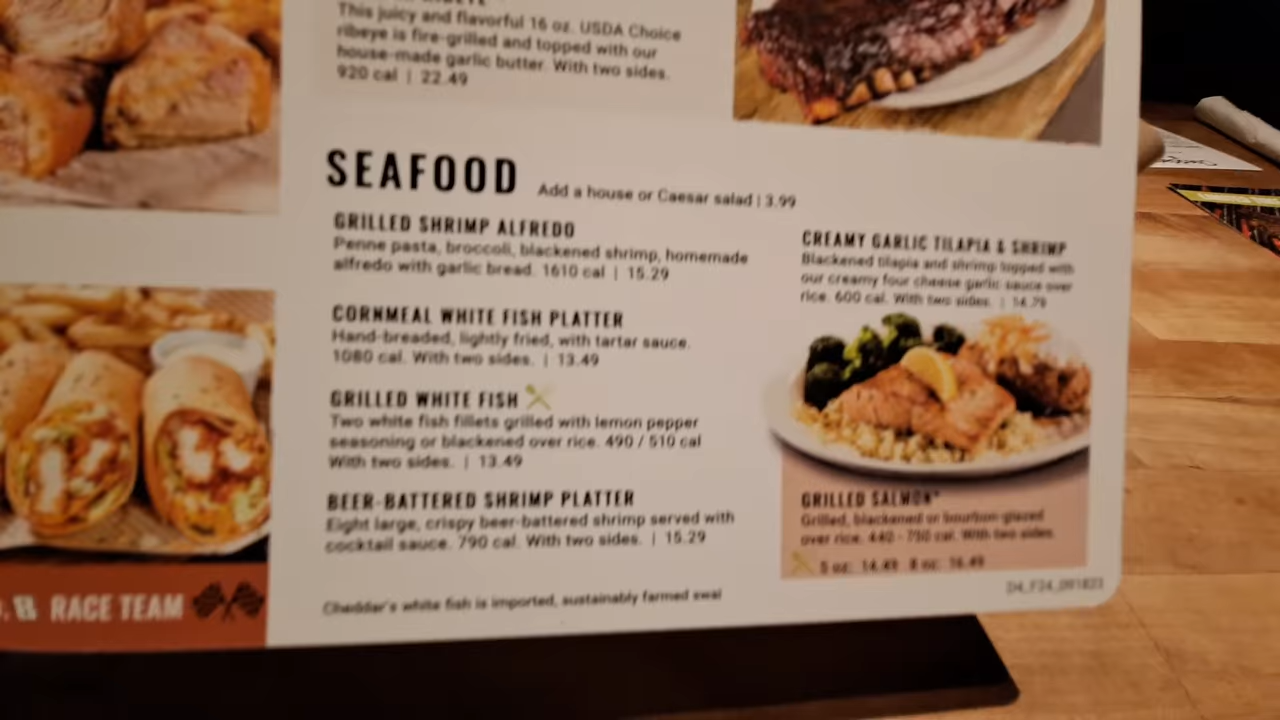 This juicy and flavorful 16 oz. USDA Choice
ribeye is fire-grilled and topped with our
house-made garlic butter. With two sides.
920 cal | 22.49
SEAFOOD
Add a house or Caesar salad | 3.99
GRILLED SHRIMP ALFREDO
Penne pasta, broccoli, blackened shrimp, homemade
alfredo with garlic bread. 1610 cal | 15.29
CORNMEAL WHITE FISH PLATTER
Hand-breaded, lightly fried, with tartar sauce.
1080 cal. With two sides. | 13.49
GRILLED WHITE FISH
Two white fish fillets grilled with lemon pepper
seasoning or blackened over rice. 490 / 510 cal
With two sides. | 13.49
BEER-BATTERED SHRIMP PLATTER
Eight large, crispy beer-battered shrimp served with
cocktail sauce. 790 cal. With two sides. | 15.29
Cheddar's white fish is imported, sustainably farmed swai
CREAMY GARLIC TILAPIA & SHRIMP
Blackened tilapia and shrimp topped with
our creamy four cheese garlic sauce over
rice. 600 cal. With two sides. |
GRILLED SALMON*
Grilled, blackened or bourbon-glazed
over rice. 440 - 750 cal. With two sides.
5 oz: 14.49 8 oz: 16.49
RACE TEAM